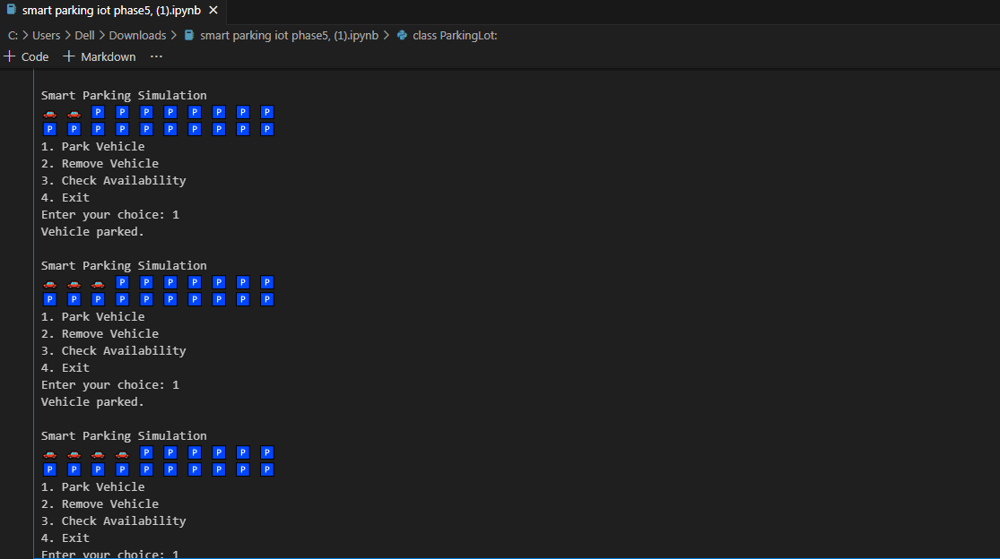 smart parking iot phase5, (1).ipynb
C: > Users > Dell > Downloads > smart parking iot phase5, (1).ipynb > class ParkingLot:
+ Code + Markdown ...
Smart Parking Simulation
🚗 🚗 🅿 🅿 🅿 🅿 🅿 🅿 🅿 🅿
🅿 🅿 🅿 🅿 🅿 🅿 🅿 🅿 🅿 🅿
1. Park Vehicle
2. Remove Vehicle
3. Check Availability
4. Exit
Enter your choice: 1
Vehicle parked.
Smart Parking Simulation
🚗 🚗 🚗 🅿 🅿 🅿 🅿 🅿 🅿 🅿
🅿 🅿 🅿 🅿 🅿 🅿 🅿 🅿 🅿 🅿
1. Park Vehicle
2. Remove Vehicle
3. Check Availability
4. Exit
Enter your choice: 1
Vehicle parked.
Smart Parking Simulation
🚗 🚗 🚗 🚗 🅿 🅿 🅿 🅿 🅿 🅿
🅿 🅿 🅿 🅿 🅿 🅿 🅿 🅿 🅿 🅿
1. Park Vehicle
2. Remove Vehicle
3. Check Availability
4. Exit
Enter your choice: 1